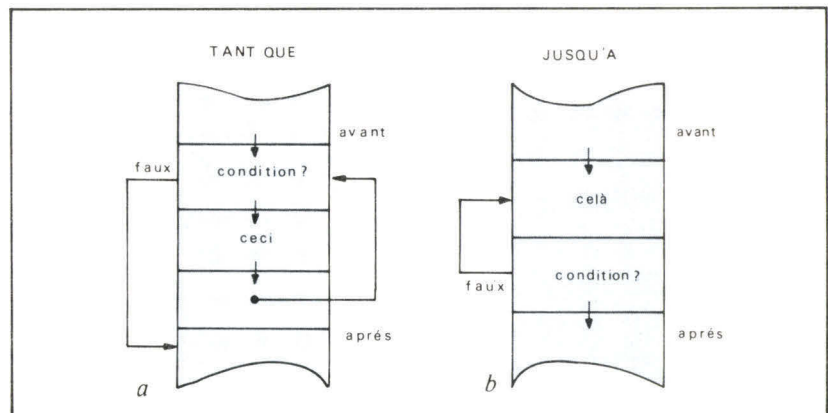 TANT QUE
avant
faux
condition?
ceci
aprés
a
JUSQU'A
avant
celà
condition?
faux
aprés
b